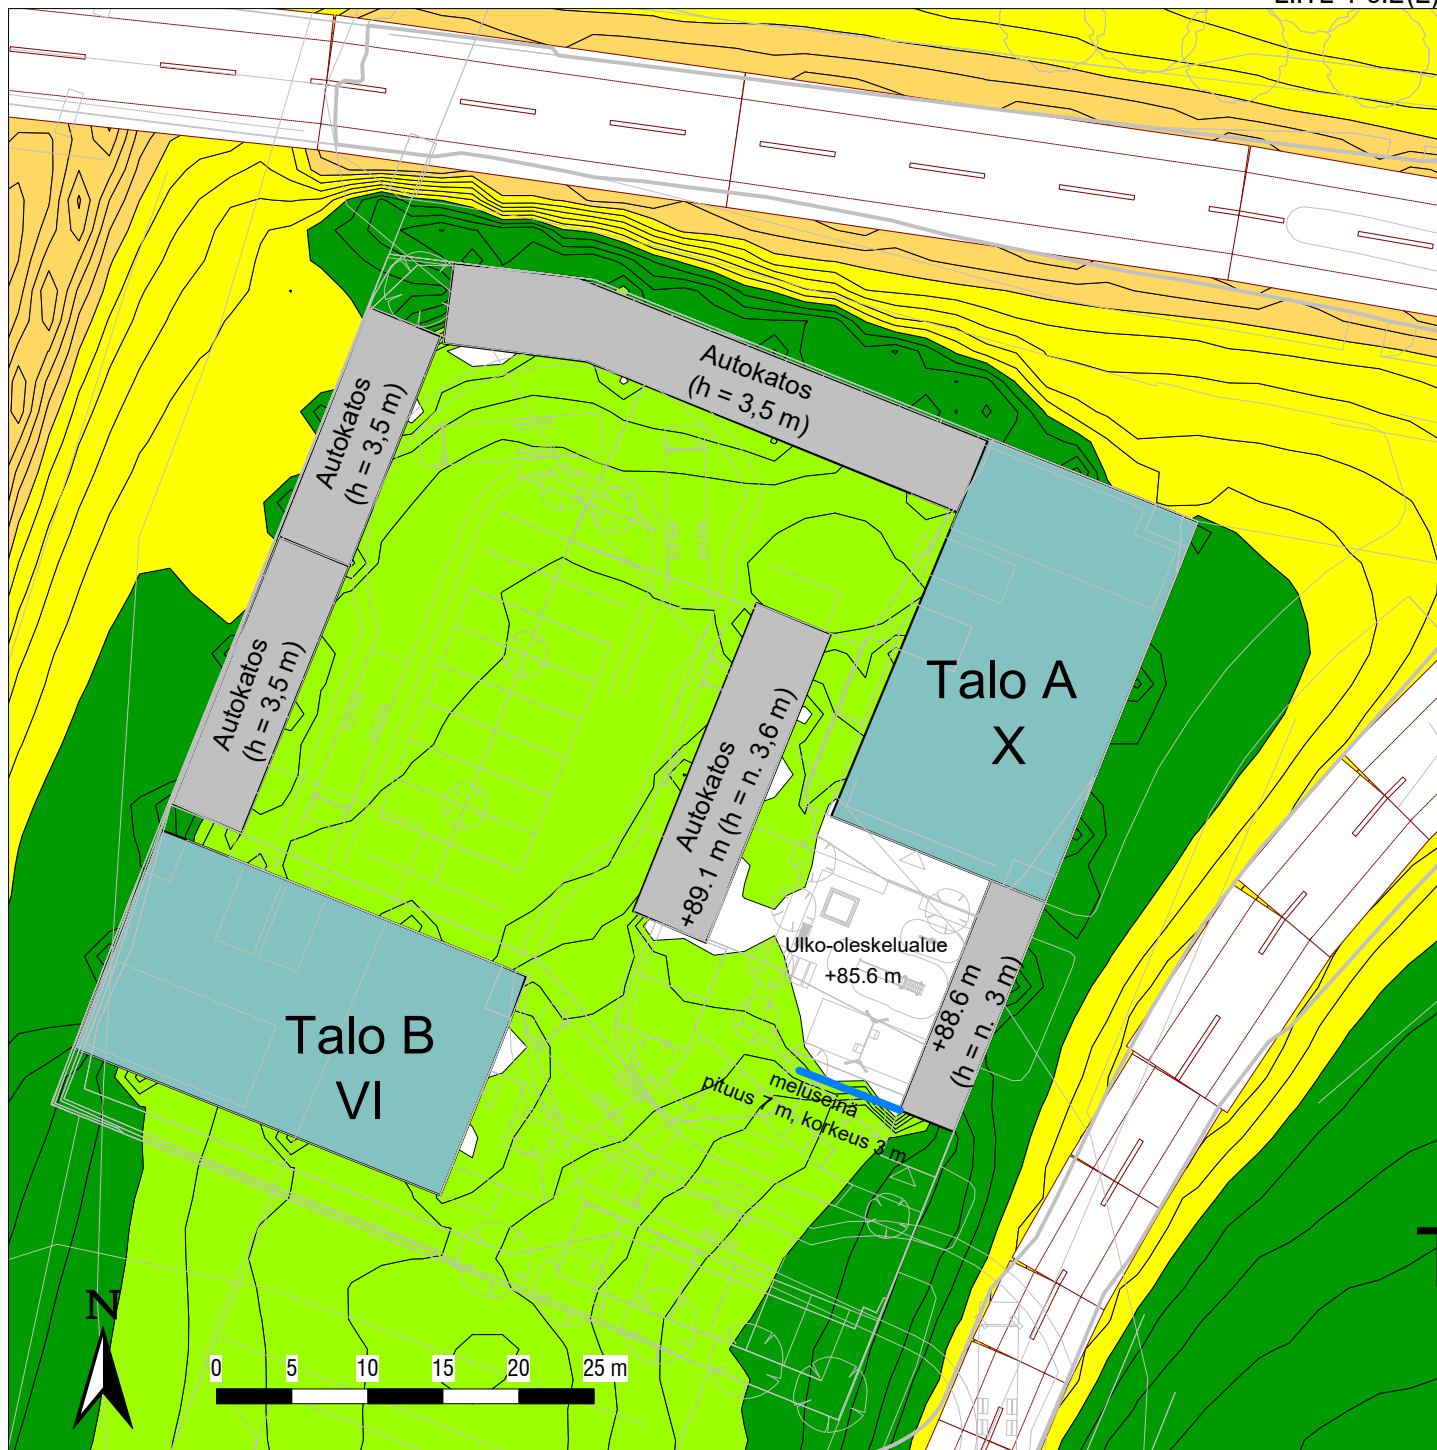 Autokatos
(h = 3,5 m)
Autokatos
(h = 3,5 m)
Autokatos
(h = 3,5 m)
Autokatos
+89.1 m (h = n. 3,6 m)
Talo A
X
Ulko-oleskelualue
+85.6 m
+88.6 m
(h = n. 3 m)
meluseinä
pituus 7 m, korkeus 3 m
Talo B
VI
N
0 5 10 15 20 25 m